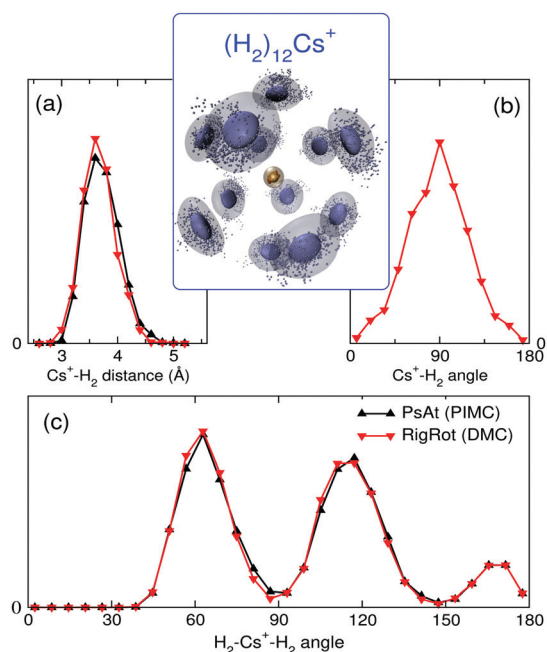 (H₂)₁₂Cs⁺
(a)
(b)
0
3
4
5
Cs⁺-H₂ distance (Å)
0
90
180
0
Cs⁺-H₂ angle
(c)
PsAt (PIMC)
RigRot (DMC)
0
0
30
60
90
120
150
180
H₂-Cs⁺-H₂ angle